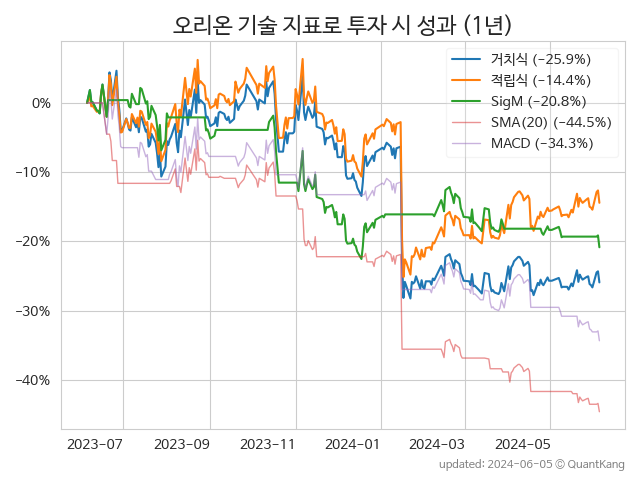 오리온 기술 지표로 투자 시 성과 (1년)
거치식 (−25.9%)
적립식 (−14.4%)
SigM (−20.8%)
SMA(20) (−44.5%)
MACD (−34.3%)
0%
−10%
−20%
−30%
−40%
2023−07 2023−09 2023−11 2024−01 2024−03 2024−05
updated: 2024-06-05 © QuantKang